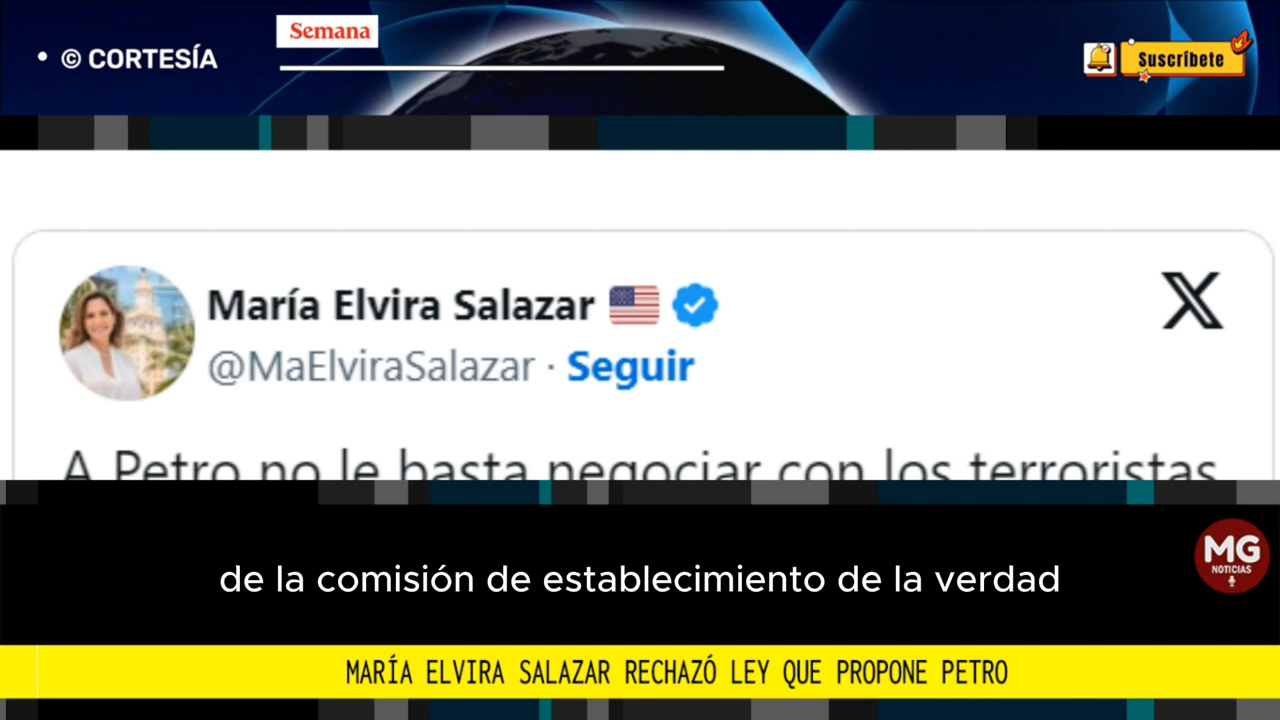 Semana
• © CORTESÍA
Suscríbete
María Elvira Salazar
@MaElviraSalazar · Seguir
A Petro no le basta negociar con los terroristas
de la comisión de establecimiento de la verdad
MG
NOTICIAS
MARÍA ELVIRA SALAZAR RECHAZÓ LEY QUE PROPONE PETRO